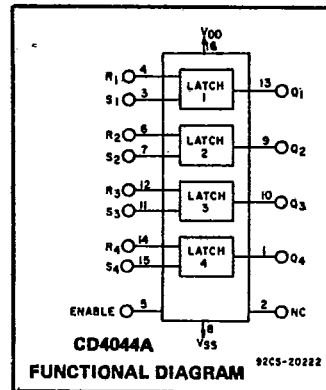 VDD
16
R1 4
S1 3
LATCH
1
13 Q1
R2 6
S2 7
LATCH
2
9 Q2
R3 12
S3 11
LATCH
3
10 Q3
R4 14
S4 15
LATCH
4
1 Q4
ENABLE 5
2 NC
8
VSS
CD4044A
FUNCTIONAL DIAGRAM
92CS-20222